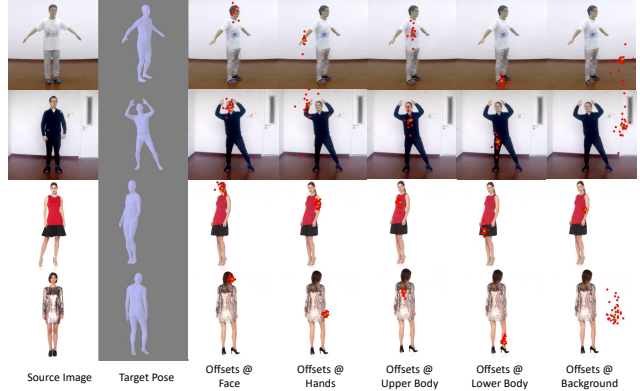 Source Image
Target Pose
Offsets @
Face
Offsets @
Hands
Offsets @
Upper Body
Offsets @
Lower Body
Offsets @
Background